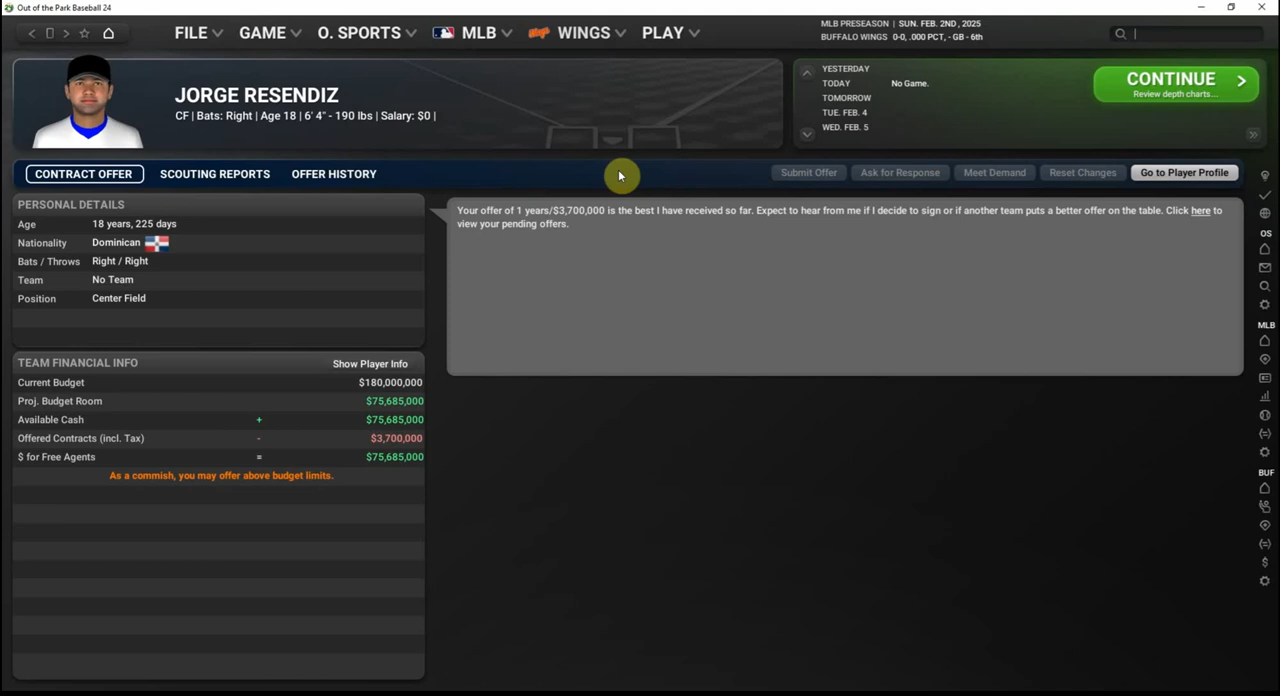 Out of the Park Baseball 24
FILE GAME O. SPORTS MLB WINGS PLAY
MLB PRESEASON | SUN. FEB. 2ND, 2025
BUFFALO WINGS 0-0, .000 PCT, - GB - 6th
JORGE RESENDIZ
CF | Bats: Right | Age 18 | 6' 4" - 190 lbs | Salary: $0 |
YESTERDAY
TODAY No Game.
TOMORROW
TUE. FEB. 4
WED. FEB. 5
CONTINUE
Review depth charts...
CONTRACT OFFER SCOUTING REPORTS OFFER HISTORY Submit Offer Ask for Response Meet Demand Reset Changes Go to Player Profile
PERSONAL DETAILS
Age 18 years, 225 days
Nationality Dominican
Bats / Throws Right / Right
Team No Team
Position Center Field
Your offer of 1 years/$3,700,000 is the best I have received so far. Expect to hear from me if I decide to sign or if another team puts a better offer on the table. Click here to
view your pending offers.
TEAM FINANCIAL INFO Show Player Info
Current Budget $180,000,000
Proj. Budget Room $75,685,000
Available Cash + $75,685,000
Offered Contracts (incl. Tax) - $3,700,000
$ for Free Agents = $75,685,000
As a commish, you may offer above budget limits.
OS
MLB
BUF